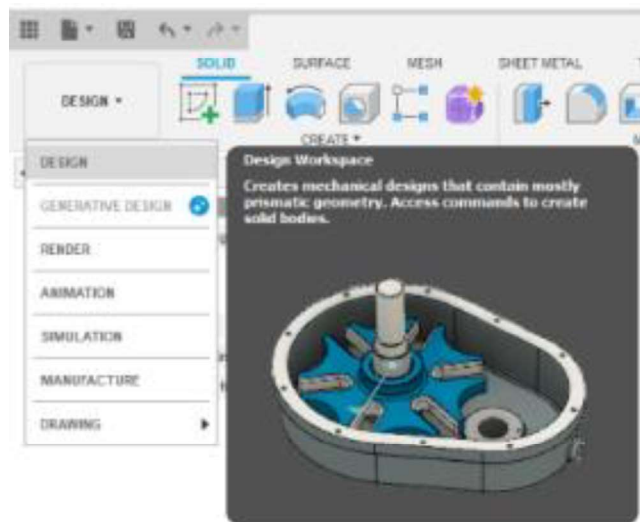 SOLID SURFACE MESH SHEET METAL
DESIGN
CREATE
DESIGN
GENERATIVE DESIGN
RENDER
ANIMATION
SIMULATION
MANUFACTURE
DRAWING
Design Workspace
Creates mechanical designs that contain mostly
prismatic geometry. Access commands to create
solid bodies.